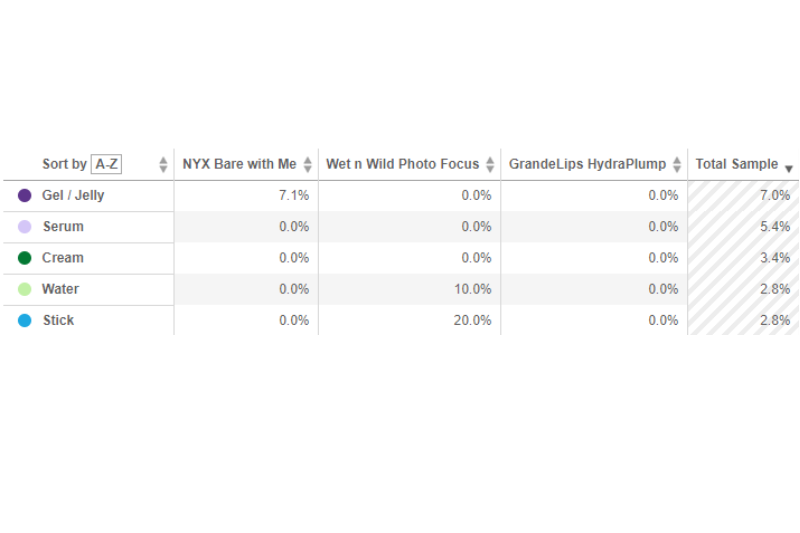 Sort by A-Z NYX Bare with Me Wet n Wild Photo Focus GrandeLips HydraPlump Total Sample
Gel / Jelly 7.1% 0.0% 0.0% 7.0%
Serum 0.0% 0.0% 0.0% 5.4%
Cream 0.0% 0.0% 0.0% 3.4%
Water 0.0% 10.0% 0.0% 2.8%
Stick 0.0% 20.0% 0.0% 2.8%